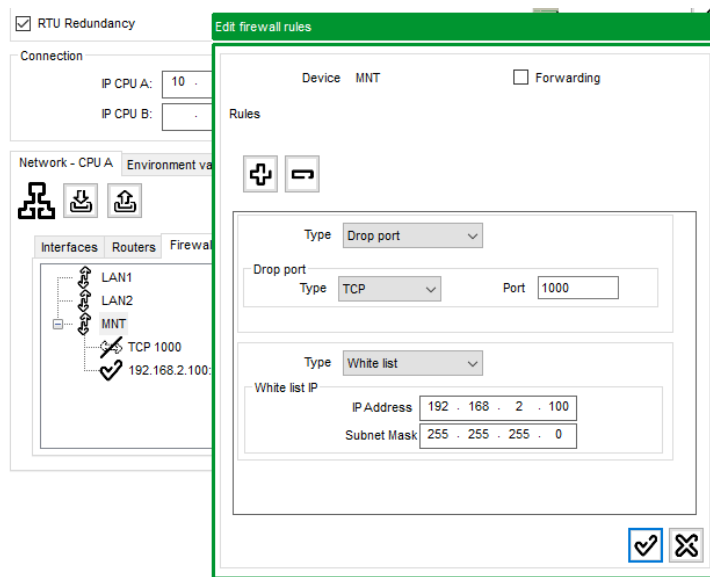 RTU Redundancy
Connection
IP CPU A: 10 .
IP CPU B: .
Network - CPU A Environment va
Interfaces Routers Firewal
LAN1
LAN2
MNT
TCP 1000
192.168.2.100:
Edit firewall rules
Device MNT Forwarding
Rules
Type Drop port
Drop port
Type TCP Port 1000
Type White list
White list IP
IP Address 192 . 168 . 2 . 100
Subnet Mask 255 . 255 . 255 . 0